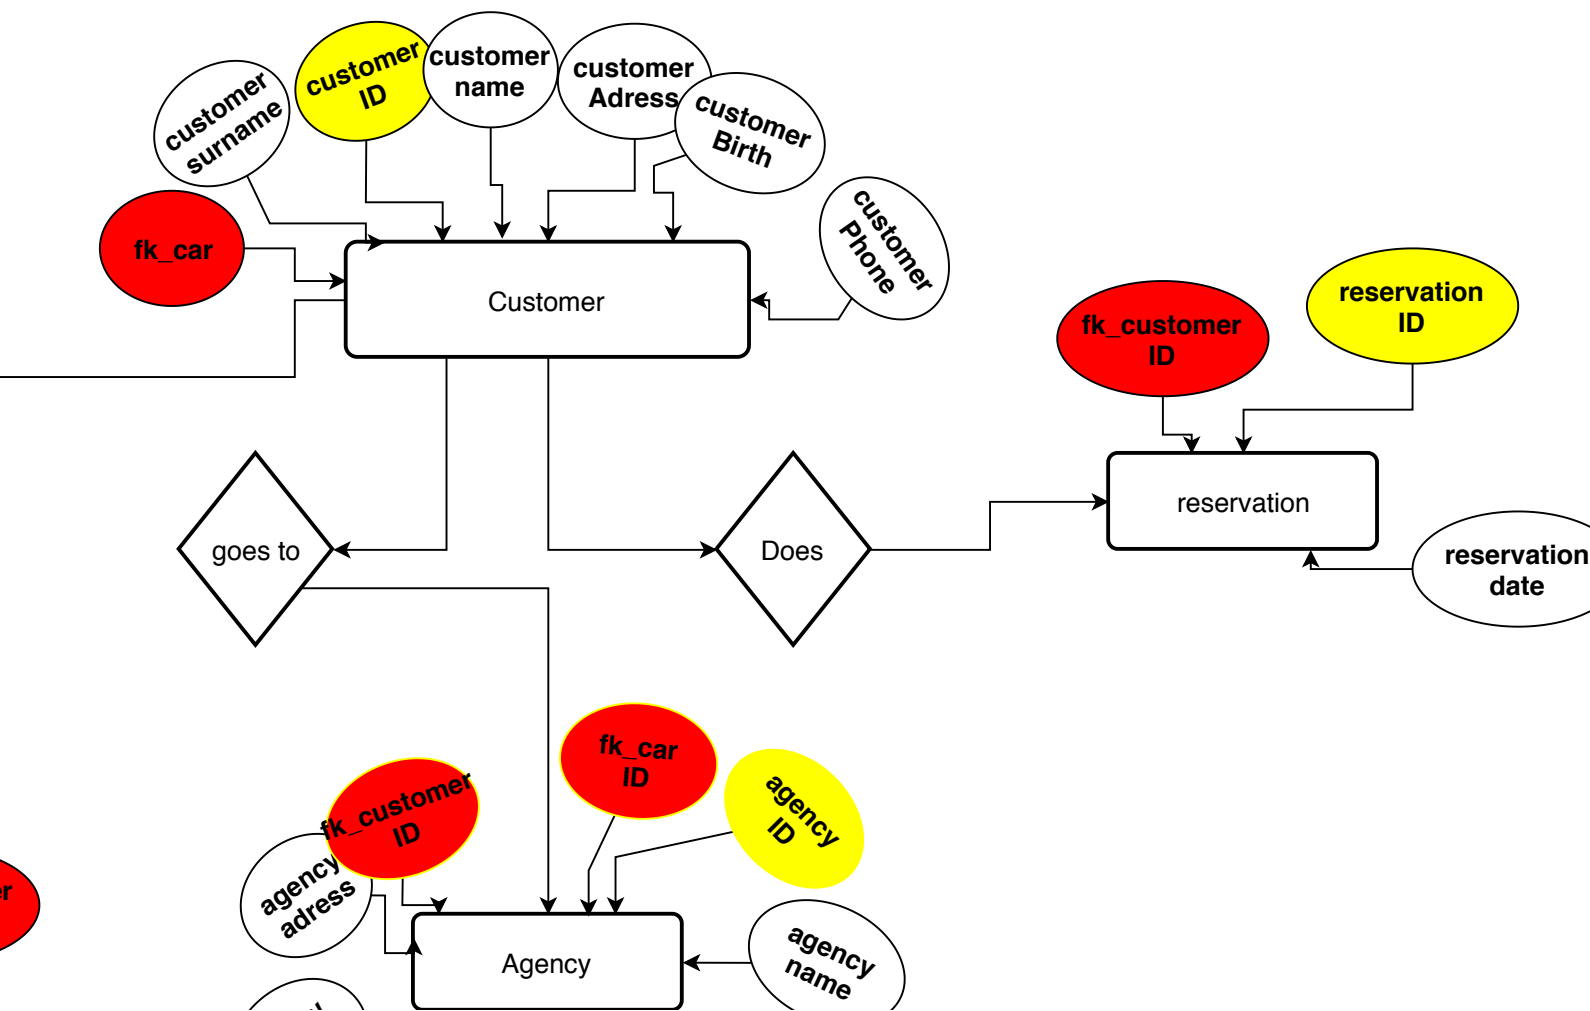 customer
surname
customer
ID
customer
name
customer
Adress
customer
Birth
customer
Phone
fk_car
Customer
fk_customer
ID
reservation
ID
reservation
reservation
date
goes to
Does
fk_car
ID
agency
ID
fk_customer
ID
agency
adress
Agency
agency
name